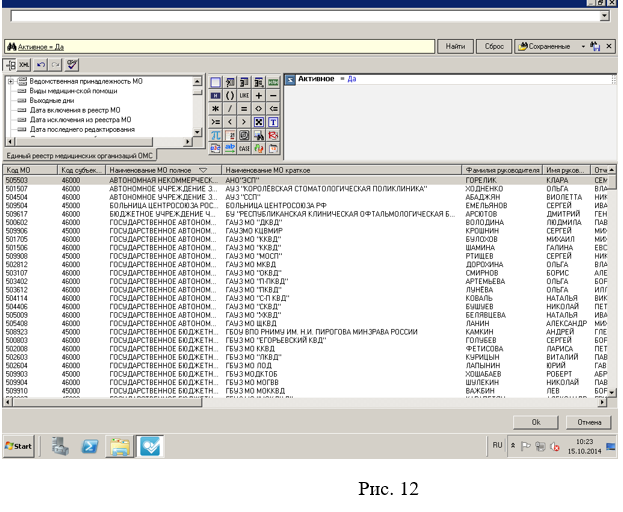 Активное = Да
Найти Сброс Сохраненные
XML
Ведомственная принадлежность МО
Виды медицинской помощи
Выходные дни
Дата включения в реестр МО
Дата исключения из реестра МО
Дата последнего редактирования
Единый реестр медицинских организаций ОМС
( ) LIKE + −
* / = <> <=
>= < >
CASE
Активное = Да
Код МО Код субъек... Наименование МО полное Наименование МО краткое Фамилия руководителя Имя руков... Отч
505503 46000 АВТОНОМНАЯ НЕКОММЕРЧЕСК... АНО"ЭСП" ГОРЕЛИК КЛАРА СЕМ
501507 46000 АВТОНОМНОЕ УЧРЕЖДЕНИЕ З... АУЗ "КОРОЛЁВСКАЯ СТОМАТОЛОГИЧЕСКАЯ ПОЛИКЛИНИКА" ХОДНЕНКО ОЛЬГА ВЛА
504504 46000 АВТОНОМНОЕ УЧРЕЖДЕНИЕ З... АУЗ "ССП" АБАДЖЯН ВИОЛЕТТА НИК
509504 45000 БОЛЬНИЦА ЦЕНТРОСОЮЗА РОС... БОЛЬНИЦА ЦЕНТРОСОЮЗА РФ ЕМЕЛЬЯНОВ СЕРГЕЙ ИВА
509617 46000 БЮДЖЕТНОЕ УЧРЕЖДЕНИЕ Ч... БУ "РЕСПУБЛИКАНСКАЯ КЛИНИЧЕСКАЯ ОФТАЛЬМОЛОГИЧЕСКАЯ Б... АРСЮТОВ ДМИТРИЙ ГЕН
500602 46000 ГОСУДАРСТВЕННОЕ АВТОНОМ... ГАУЗ МО "ДКВД" ВОЛОДИНА ЛЮДМИЛА ПАВ
509906 45000 ГОСУДАРСТВЕННОЕ АВТОНОМ... ГАУЗМО КЦВМИР КРОШНИН СЕРГЕЙ МИХ
501705 46000 ГОСУДАРСТВЕННОЕ АВТОНОМ... ГАУЗ МО "ККВД" БУЛОХОВ МИХАИЛ МИХ
501506 46000 ГОСУДАРСТВЕННОЕ АВТОНОМ... ГАУЗ МО "ККВД" ШАМИНА ГАЛИНА ЕВС
509908 45000 ГОСУДАРСТВЕННОЕ АВТОНОМ... ГАУЗ МО "МОСП" РТИЩЕВ СЕРГЕЙ НИК
502812 46000 ГОСУДАРСТВЕННОЕ АВТОНОМ... ГАУЗ МО МКВД ДОРОХИНА ОЛЬГА ВЛА
503107 46000 ГОСУДАРСТВЕННОЕ АВТОНОМ... ГАУЗ МО "ОКВД" СМИРНОВ БОРИС АЛЕ
503402 46000 ГОСУДАРСТВЕННОЕ АВТОНОМ... ГАУЗ МО "П-ПКВД" АРТЕМЬЕВА ОЛЬГА БОР
503612 46000 ГОСУДАРСТВЕННОЕ АВТОНОМ... ГАУЗ МО "ПКВД" ЛУНЁВА ОЛЬГА ИЛЛ
504114 46000 ГОСУДАРСТВЕННОЕ АВТОНОМ... ГАУЗ МО "С-П КВД" КОВАЛЬ НАТАЛЬЯ ВИК
504406 46000 ГОСУДАРСТВЕННОЕ АВТОНОМ... ГАУЗ МО "СКВД" БУШУЕВ НИКОЛАЙ ПЕТ
505009 46000 ГОСУДАРСТВЕННОЕ АВТОНОМ... ГАУЗ МО "ХКВД" БЕЛЯВЦЕВА НАТАЛЬЯ ИВА
505408 46000 ГОСУДАРСТВЕННОЕ АВТОНОМ... ГАУЗ МО ЩКВД ЛАНИН АЛЕКСАНДР МИХ
508923 45000 ГОСУДАРСТВЕННОЕ БЮДЖЕТН... ГБОУ ВПО РНИМУ ИМ. Н.И. ПИРОГОВА МИНЗРАВА РОССИИ КАМКИН АНДРЕЙ ГЛЕ
500803 46000 ГОСУДАРСТВЕННОЕ БЮДЖЕТН... ГБУЗ МО "ЕГОРЬЕВСКИЙ КВД" ГОЛУБЕВ СЕРГЕЙ БОР
502008 46000 ГОСУДАРСТВЕННОЕ БЮДЖЕТН... ГБУЗ МО ККВД ФЕТИСОВА ЛАРИСА ПЕТ
502603 46000 ГОСУДАРСТВЕННОЕ БЮДЖЕТН... ГБУЗ МО "ЛКВД" КУРИЦЫН ВИТАЛИЙ ПАВ
502604 46000 ГОСУДАРСТВЕННОЕ БЮДЖЕТН... ГБУЗ МО ЛОД ЛАПЫНИН ЮРИЙ ГАВ
509903 45000 ГОСУДАРСТВЕННОЕ БЮДЖЕТН... ГБУЗ МОДКТОБ ХОШАБАЕВ РОБЕРТ АБР
509904 45000 ГОСУДАРСТВЕННОЕ БЮДЖЕТН... ГБУЗ МО МОГВВ ШУЛЕКИН НИКОЛАЙ ПАВ
509910 45000 ГОСУДАРСТВЕННОЕ БЮДЖЕТН... ГБУЗ МО МОККВД ВАЖБИН ЛЕВ БОР
Ok Отмена
Start RU 10:23
15.10.2014
Рис. 12